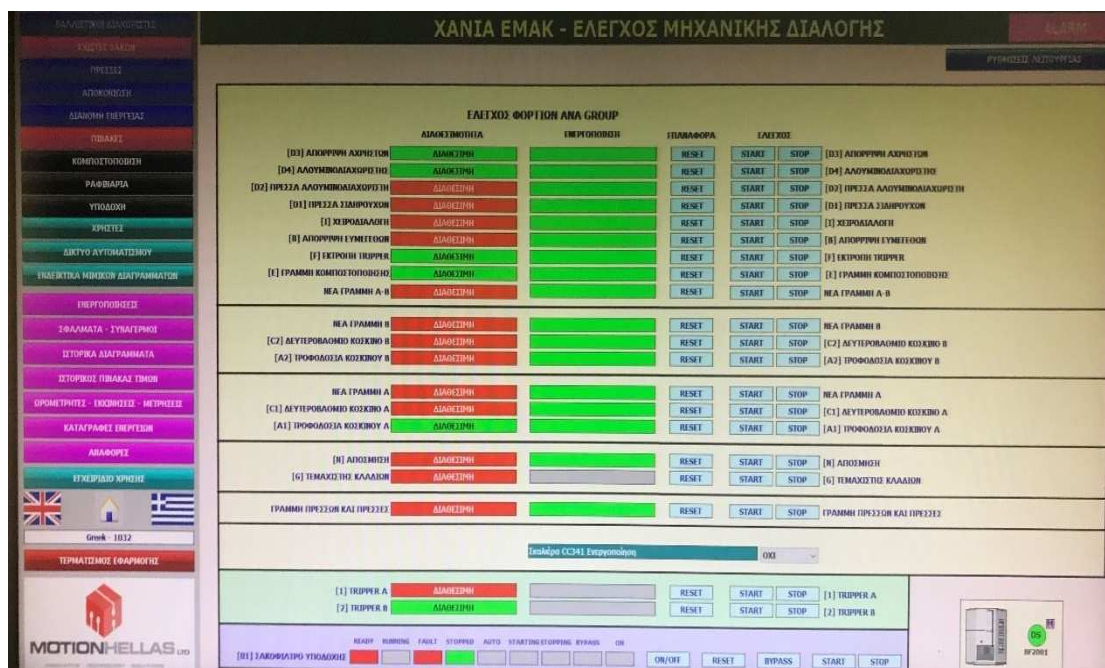 ΒΑΛΛΙΣΤΙΚΟΙ ΔΙΑΧΩΡΙΣΤΕΣ
ΣΧΙΣΤΕΣ ΣΑΚΩΝ
ΠΡΕΣΣΕΣ
ΑΠΟΚΟΝΙΩΣΗ
ΔΙΑΝΟΜΗ ΕΝΕΡΓΕΙΑΣ
ΠΙΝΑΚΕΣ
ΚΟΜΠΟΣΤΟΠΟΙΗΣΗ
ΡΑΦΙΝΑΡΙΑ
ΥΠΟΔΟΧΗ
ΧΡΗΣΤΕΣ
ΔΙΚΤΥΟ ΑΥΤΟΜΑΤΙΣΜΟΥ
ΕΝΔΕΙΚΤΙΚΑ ΜΙΜΙΚΩΝ ΔΙΑΓΡΑΜΜΑΤΩΝ
ΕΝΕΡΓΟΠΟΙΗΣΕΙΣ
ΣΦΑΛΜΑΤΑ - ΣΥΝΑΓΕΡΜΟΙ
ΙΣΤΟΡΙΚΑ ΔΙΑΓΡΑΜΜΑΤΑ
ΙΣΤΟΡΙΚΟΣ ΠΙΝΑΚΑΣ ΤΙΜΩΝ
ΩΡΟΜΕΤΡΗΤΕΣ - ΕΚΚΙΝΗΣΕΙΣ - ΜΕΤΡΗΣΕΙΣ
ΚΑΤΑΓΡΑΦΕΣ ΕΝΕΡΓΕΙΩΝ
ΑΝΑΦΟΡΕΣ
ΕΓΧΕΙΡΙΔΙΟ ΧΡΗΣΗΣ
Greek - 1032
ΤΕΡΜΑΤΙΣΜΟΣ ΕΦΑΡΜΟΓΗΣ
MOTIONHELLAS LTD
ΧΑΝΙΑ ΕΜΑΚ - ΕΛΕΓΧΟΣ ΜΗΧΑΝΙΚΗΣ ΔΙΑΛΟΓΗΣ
ALARM
ΡΥΘΜΙΣΕΙΣ ΛΕΙΤΟΥΡΓΙΑΣ
ΕΛΕΓΧΟΣ ΦΟΡΤΙΩΝ ΑΝΑ GROUP
ΔΙΑΘΕΣΙΜΟΤΗΤΑ ΕΝΕΡΓΟΠΟΙΗΣΗ ΕΠΑΝΑΦΟΡΑ ΕΛΕΓΧΟΣ
[D3] ΑΠΟΡΡΙΨΗ ΑΧΡΗΣΤΩΝ ΔΙΑΘΕΣΙΜΗ RESET START STOP [D3] ΑΠΟΡΡΙΨΗ ΑΧΡΗΣΤΩΝ
[D4] ΑΛΟΥΜΙΝΟΔΙΑΧΩΡΙΣΤΗΣ ΔΙΑΘΕΣΙΜΗ RESET START STOP [D4] ΑΛΟΥΜΙΝΟΔΙΑΧΩΡΙΣΤΗΣ
[D2] ΠΡΕΣΣΑ ΑΛΟΥΜΙΝΟΔΙΑΧΩΡΙΣΤΗ ΔΙΑΘΕΣΙΜΗ RESET START STOP [D2] ΠΡΕΣΣΑ ΑΛΟΥΜΙΝΟΔΙΑΧΩΡΙΣΤΗ
[D1] ΠΡΕΣΣΑ ΣΙΔΗΡΟΥΧΩΝ ΔΙΑΘΕΣΙΜΗ RESET START STOP [D1] ΠΡΕΣΣΑ ΣΙΔΗΡΟΥΧΩΝ
[I] ΧΕΙΡΟΔΙΑΛΟΓΗ ΔΙΑΘΕΣΙΜΗ RESET START STOP [I] ΧΕΙΡΟΔΙΑΛΟΓΗ
[B] ΑΠΟΡΡΙΨΗ ΕΥΜΕΓΕΘΩΝ ΔΙΑΘΕΣΙΜΗ RESET START STOP [B] ΑΠΟΡΡΙΨΗ ΕΥΜΕΓΕΘΩΝ
[F] ΕΚΤΡΟΠΗ TRIPPER ΔΙΑΘΕΣΙΜΗ RESET START STOP [F] ΕΚΤΡΟΠΗ TRIPPER
[E] ΓΡΑΜΜΗ ΚΟΜΠΟΣΤΟΠΟΙΗΣΗΣ ΔΙΑΘΕΣΙΜΗ RESET START STOP [E] ΓΡΑΜΜΗ ΚΟΜΠΟΣΤΟΠΟΙΗΣΗΣ
ΝΕΑ ΓΡΑΜΜΗ Α-Β ΔΙΑΘΕΣΙΜΗ RESET START STOP ΝΕΑ ΓΡΑΜΜΗ Α-Β
ΝΕΑ ΓΡΑΜΜΗ Β ΔΙΑΘΕΣΙΜΗ RESET START STOP ΝΕΑ ΓΡΑΜΜΗ Β
[C2] ΔΕΥΤΕΡΟΒΑΘΜΙΟ ΚΟΣΚΙΝΟ Β ΔΙΑΘΕΣΙΜΗ RESET START STOP [C2] ΔΕΥΤΕΡΟΒΑΘΜΙΟ ΚΟΣΚΙΝΟ Β
[A2] ΤΡΟΦΟΔΟΣΙΑ ΚΟΣΚΙΝΟΥ Β ΔΙΑΘΕΣΙΜΗ RESET START STOP [A2] ΤΡΟΦΟΔΟΣΙΑ ΚΟΣΚΙΝΟΥ Β
ΝΕΑ ΓΡΑΜΜΗ Α ΔΙΑΘΕΣΙΜΗ RESET START STOP ΝΕΑ ΓΡΑΜΜΗ Α
[C1] ΔΕΥΤΕΡΟΒΑΘΜΙΟ ΚΟΣΚΙΝΟ Α ΔΙΑΘΕΣΙΜΗ RESET START STOP [C1] ΔΕΥΤΕΡΟΒΑΘΜΙΟ ΚΟΣΚΙΝΟ Α
[A1] ΤΡΟΦΟΔΟΣΙΑ ΚΟΣΚΙΝΟΥ Α ΔΙΑΘΕΣΙΜΗ RESET START STOP [A1] ΤΡΟΦΟΔΟΣΙΑ ΚΟΣΚΙΝΟΥ Α
[H] ΑΠΟΣΜΗΣΗ ΔΙΑΘΕΣΙΜΗ RESET START STOP [H] ΑΠΟΣΜΗΣΗ
[G] ΤΕΜΑΧΙΣΤΗΣ ΚΛΑΔΙΩΝ ΔΙΑΘΕΣΙΜΗ RESET START STOP [G] ΤΕΜΑΧΙΣΤΗΣ ΚΛΑΔΙΩΝ
ΓΡΑΜΜΗ ΠΡΕΣΣΩΝ ΚΑΙ ΠΡΕΣΣΕΣ ΔΙΑΘΕΣΙΜΗ RESET START STOP ΓΡΑΜΜΗ ΠΡΕΣΣΩΝ ΚΑΙ ΠΡΕΣΣΕΣ
Σκαλιέρα CC341 Ενεργοποίηση ΟΧΙ
[1] TRIPPER A ΔΙΑΘΕΣΙΜΗ RESET START STOP [1] TRIPPER A
[2] TRIPPER B ΔΙΑΘΕΣΙΜΗ RESET START STOP [2] TRIPPER B
READY RUNNING FAULT STOPPED AUTO STARTING STOPPING BYPASS ON
[B1] ΣΑΚΟΦΙΛΤΡΟ ΥΠΟΔΟΧΗΣ ON/OFF RESET BYPASS START STOP
M
DS
BF2001